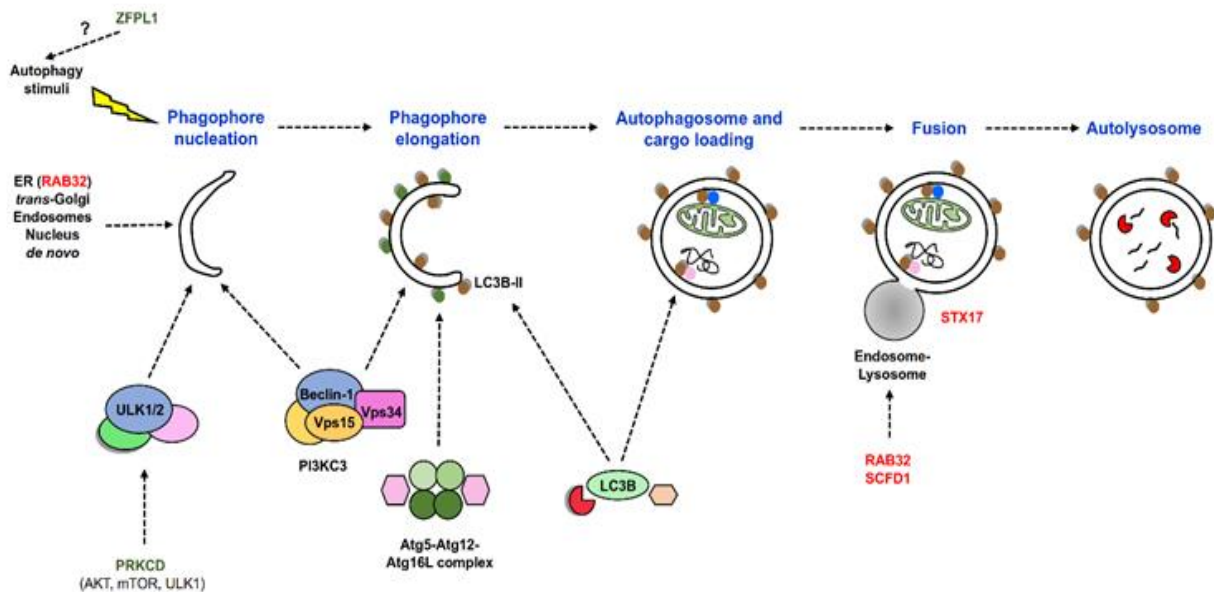 ZFPL1
?
Autophagy
stimuli
Phagophore
nucleation
Phagophore
elongation
Autophagosome and
cargo loading
Fusion
Autolysosome
ER (RAB32)
trans-Golgi
Endosomes
Nucleus
de novo
LC3B-II
STX17
Endosome-
Lysosome
ULK1/2
Beclin-1
Vps34
Vps15
PI3KC3
RAB32
SCFD1
LC3B
Atg5-Atg12-
Atg16L complex
PRKCD
(AKT, mTOR, ULK1)